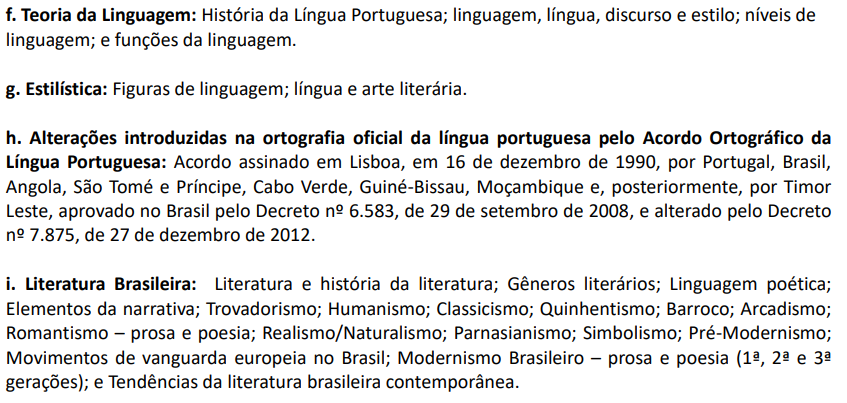 f. Teoria da Linguagem: História da Língua Portuguesa; linguagem, língua, discurso e estilo; níveis de
linguagem; e funções da linguagem.
g. Estilística: Figuras de linguagem; língua e arte literária.
h. Alterações introduzidas na ortografia oficial da língua portuguesa pelo Acordo Ortográfico da
Língua Portuguesa: Acordo assinado em Lisboa, em 16 de dezembro de 1990, por Portugal, Brasil,
Angola, São Tomé e Príncipe, Cabo Verde, Guiné-Bissau, Moçambique e, posteriormente, por Timor
Leste, aprovado no Brasil pelo Decreto nº 6.583, de 29 de setembro de 2008, e alterado pelo Decreto
nº 7.875, de 27 de dezembro de 2012.
i. Literatura Brasileira: Literatura e história da literatura; Gêneros literários; Linguagem poética;
Elementos da narrativa; Trovadorismo; Humanismo; Classicismo; Quinhentismo; Barroco; Arcadismo;
Romantismo – prosa e poesia; Realismo/Naturalismo; Parnasianismo; Simbolismo; Pré-Modernismo;
Movimentos de vanguarda europeia no Brasil; Modernismo Brasileiro – prosa e poesia (1ª, 2ª e 3ª
gerações); e Tendências da literatura brasileira contemporânea.